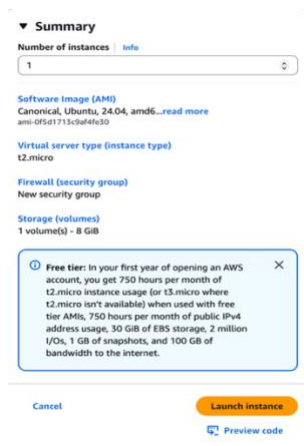 Summary
Number of instances | Info
1
Software Image (AMI)
Canonical, Ubuntu, 24.04, amd6...read more
ami-0f5d1713c9af4fe30
Virtual server type (instance type)
t2.micro
Firewall (security group)
New security group
Storage (volumes)
1 volume(s) - 8 GiB
Free tier: In your first year of opening an AWS
account, you get 750 hours per month of
t2.micro instance usage (or t3.micro where
t2.micro isn't available) when used with free
tier AMIs, 750 hours per month of public IPv4
address usage, 30 GiB of EBS storage, 2 million
I/Os, 1 GB of snapshots, and 100 GB of
bandwidth to the internet.
Cancel
Launch instance
Preview code